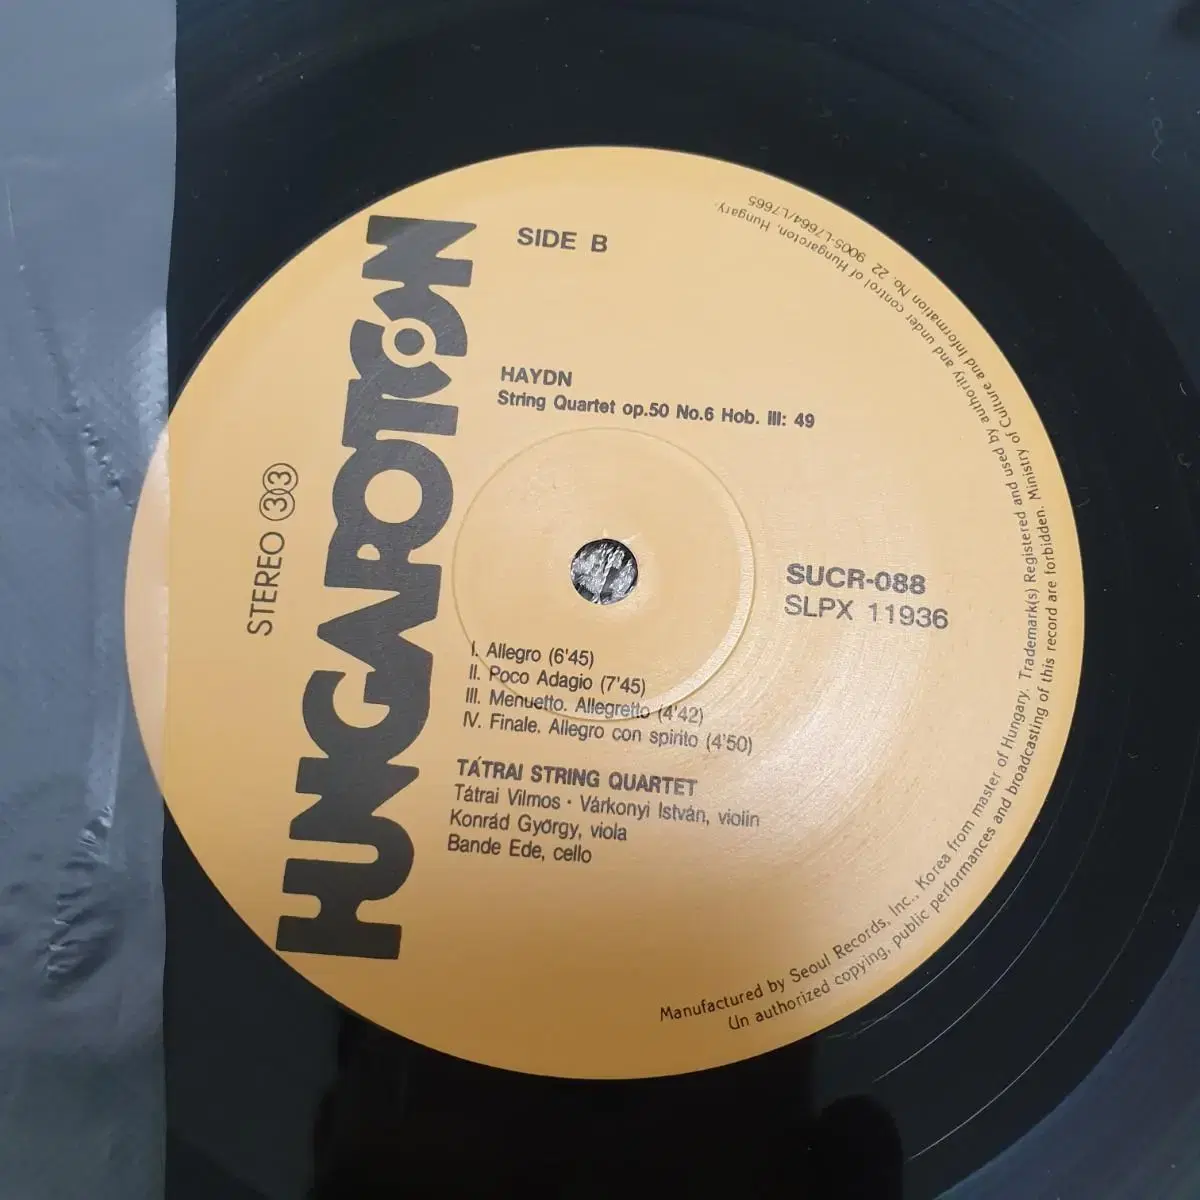 SIDE B
HUNGAROTON
STEREO 33
HAYDN
String Quartet op.50 No.6 Hob. III: 49
SUCR-088
SLPX 11936
I. Allegro (6'45)
II. Poco Adagio (7'45)
III. Menuetto. Allegretto (4'42)
IV. Finale. Allegro con spirito (4'50)
TÁTRAI STRING QUARTET
Tátrai Vilmos · Várkonyi István, violin
Konrád György, viola
Bande Ede, cello
Manufactured by Seoul Records, Inc., Korea from master of Hungary. Trademark(s) Registered and used by authority and under control of Hungaroton, Hungary.
Un authorized copying, public performances and broadcasting of this record are forbidden. Ministry of Culture and Information No. 22 9005-L7664/L7665